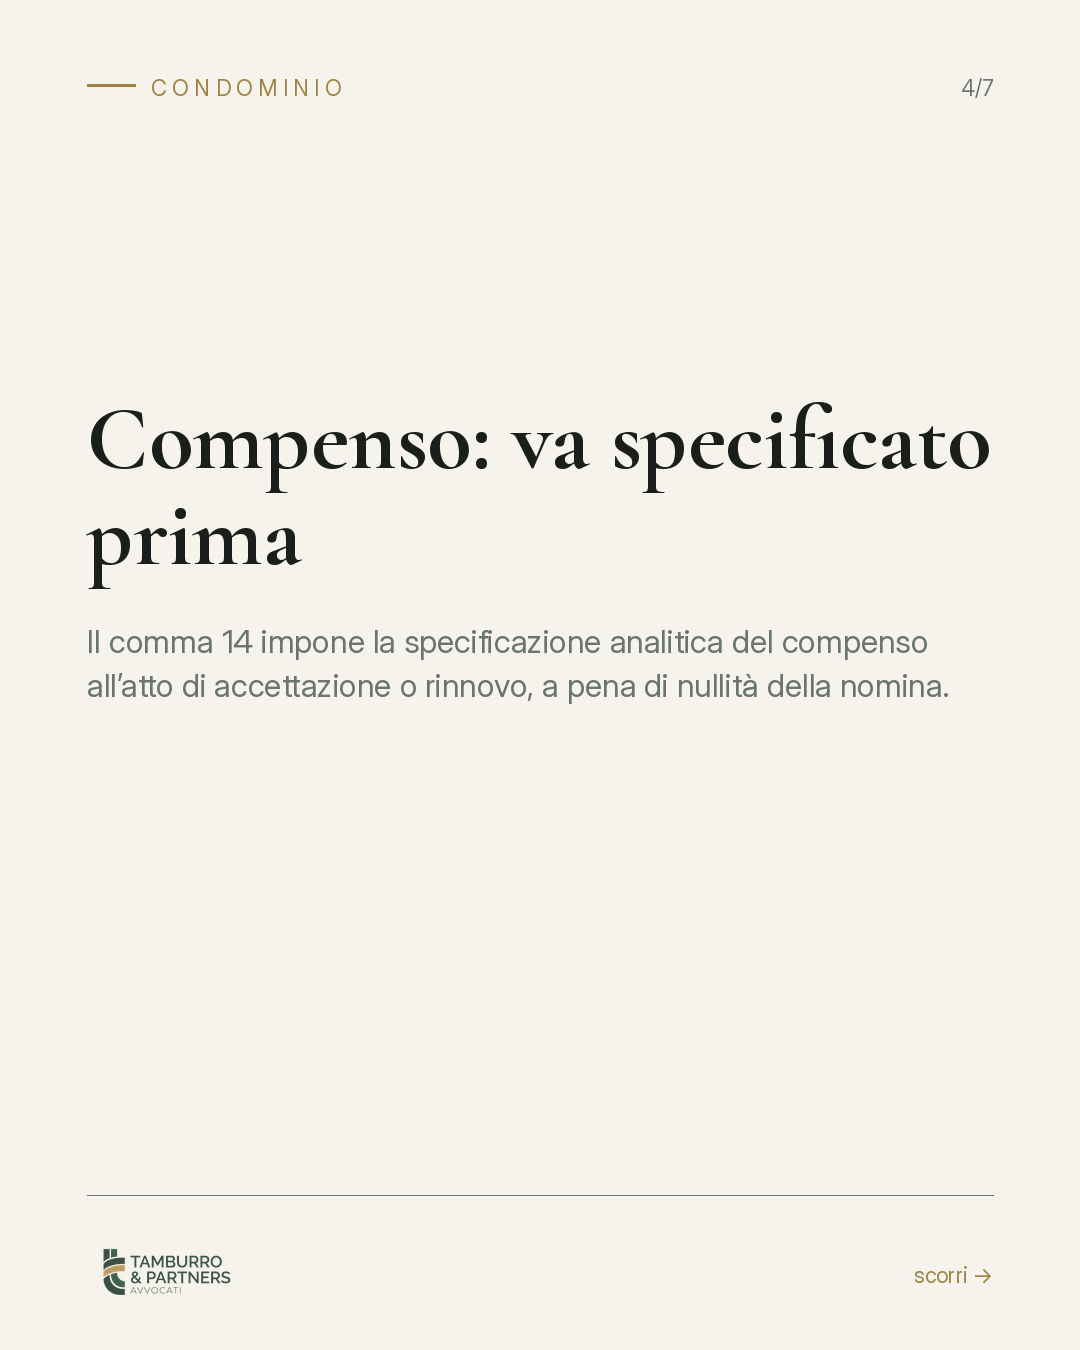 CONDOMINIO
4/7
Compenso: va specificato
prima
Il comma 14 impone la specificazione analitica del compenso
all’atto di accettazione o rinnovo, a pena di nullità della nomina.
TAMBURRO
& PARTNERS
AVVOCATI
scorri →